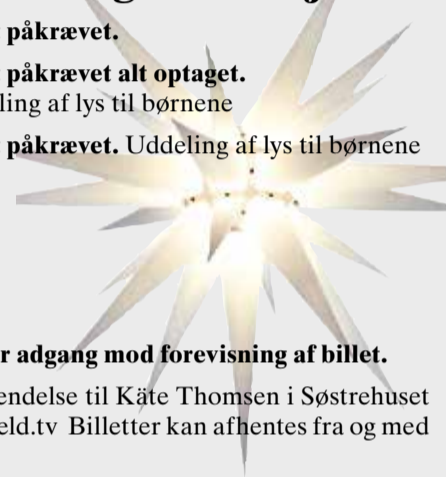 påkrævet.
påkrævet alt optaget.
ling af lys til børnene
påkrævet. Uddeling af lys til børnene
r adgang mod forevisning af billet.
endelse til Käte Thomsen i Søstrehuset
eld.tv Billetter kan afhentes fra og med